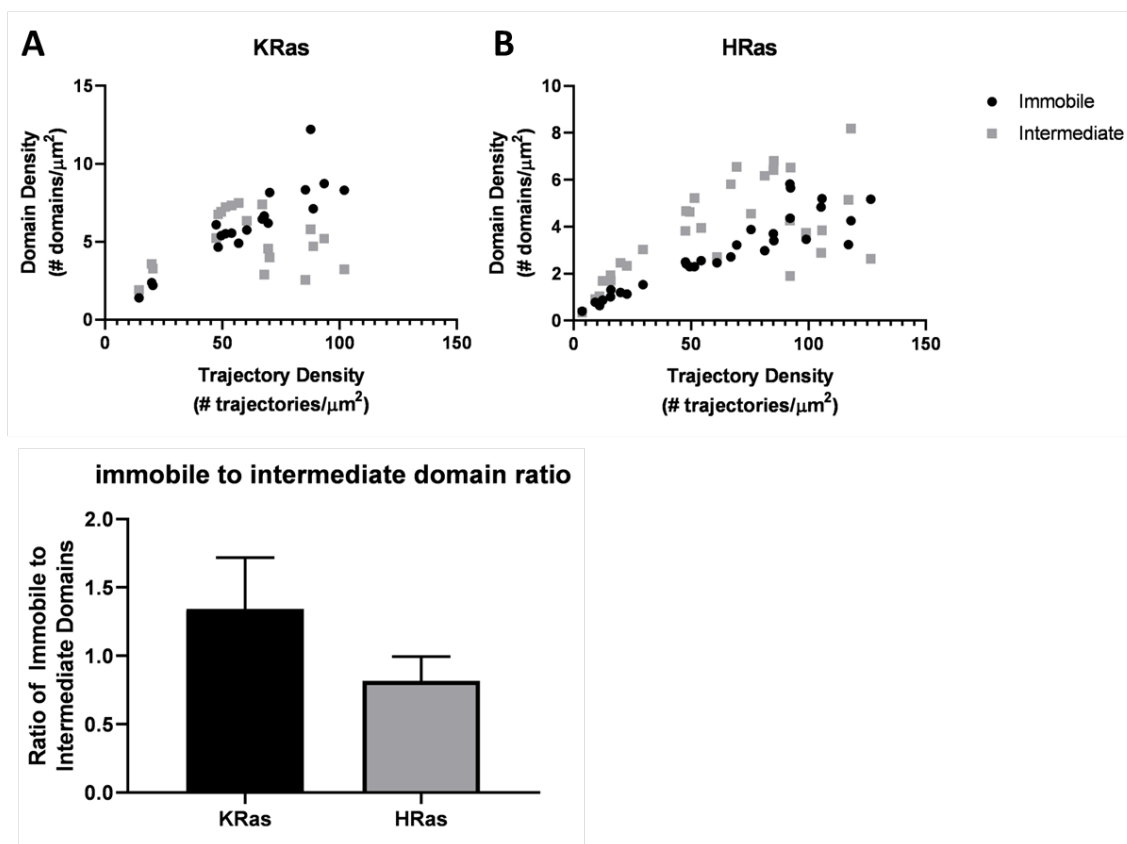 A
KRas
15
10
5
0
Domain Density
(# domains/μm²)
0 50 100 150
Trajectory Density
(# trajectories/μm²)
B
HRas
10
8
6
4
2
0
Domain Density
(# domains/μm²)
0 50 100 150
Trajectory Density
(# trajectories/μm²)
Immobile
Intermediate
immobile to intermediate domain ratio
2.0
1.5
1.0
0.5
0.0
Ratio of Immobile to
Intermediate Domains
KRas HRas